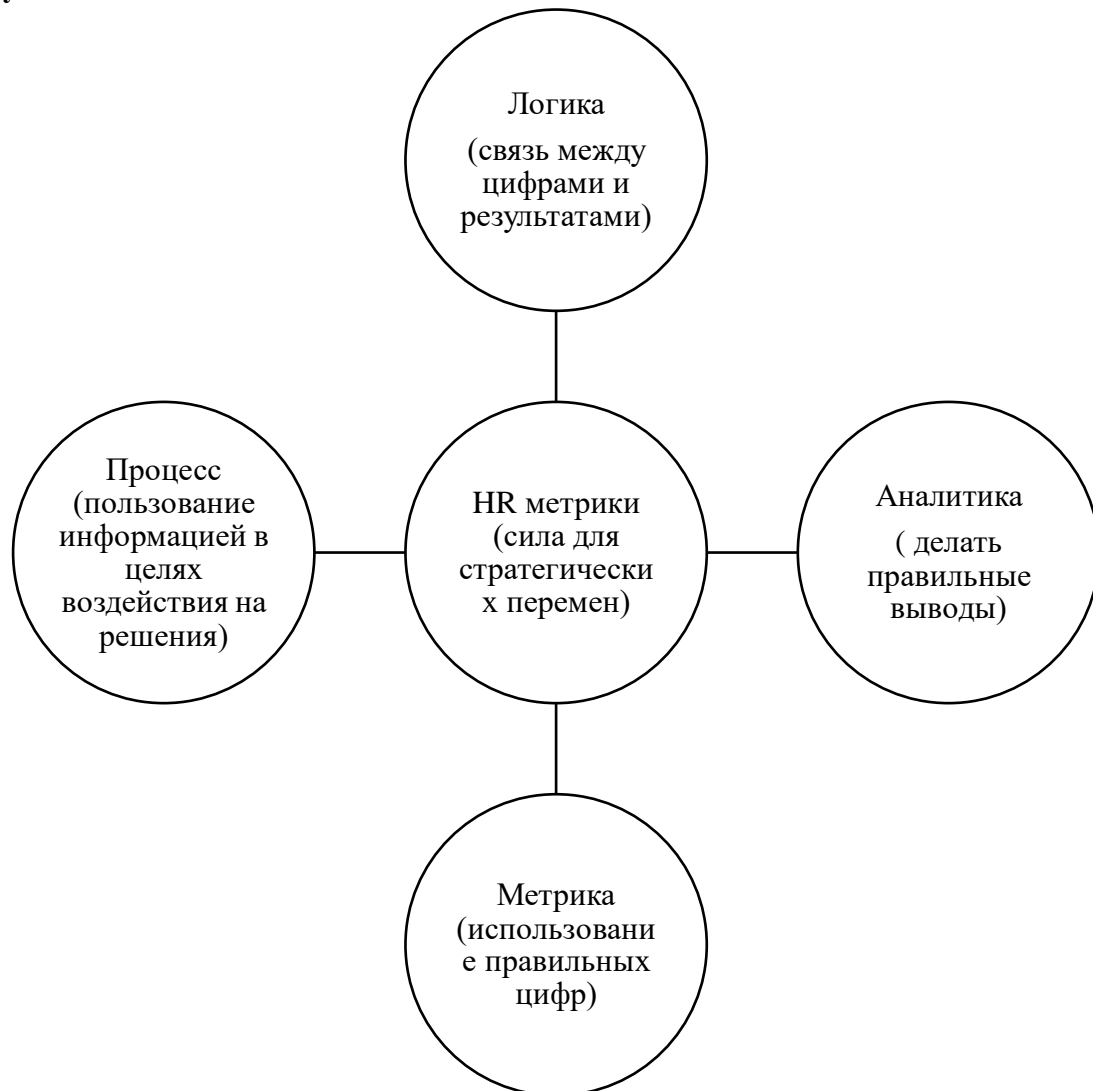 Логика
(связь между
цифрами и
результатами)
Процесс
(пользование
информацией в
целях
воздействия на
решения)
HR метрики
(сила для
стратегически
х перемен)
Аналитика
( делать
правильные
выводы)
Метрика
(использовани
е правильных
цифр)